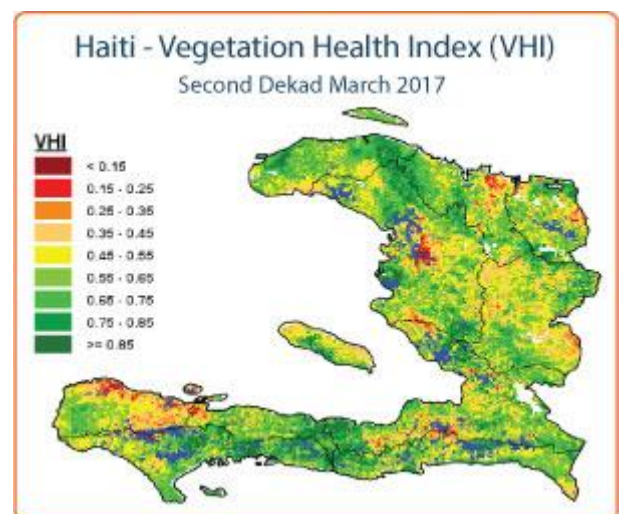 Haiti - Vegetation Health Index (VHI)
Second Dekad March 2017
VHI
< 0.15
0.15 - 0.25
0.25 - 0.35
0.35 - 0.45
0.45 - 0.55
0.55 - 0.65
0.65 - 0.75
0.75 - 0.85
>= 0.85